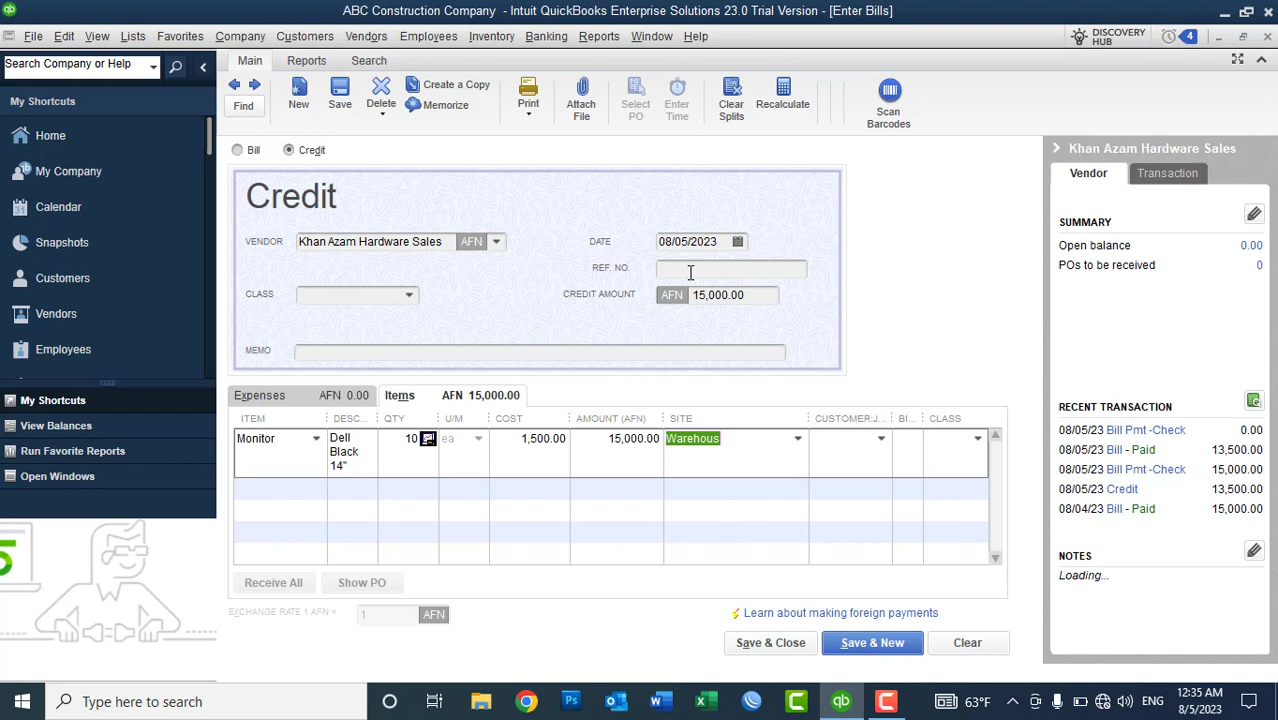 ABC Construction Company - Intuit QuickBooks Enterprise Solutions 23.0 Trial Version - [Enter Bills]
File Edit View Lists Favorites Company Customers Vendors Employees Inventory Banking Reports Window Help
DISCOVERY HUB 4
Search Company or Help
Main Reports Search
Find New Save Delete Create a Copy Memorize Print Attach File Select PO Enter Time Clear Splits Recalculate Scan Barcodes
My Shortcuts
Home
My Company
Calendar
Snapshots
Customers
Vendors
Employees
My Shortcuts
View Balances
Run Favorite Reports
Open Windows
Bill Credit
Credit
VENDOR Khan Azam Hardware Sales AFN DATE 08/05/2023
REF. NO.
CLASS CREDIT AMOUNT AFN 15,000.00
MEMO
Expenses AFN 0.00 Items AFN 15,000.00
ITEM DESC... QTY U/M COST AMOUNT (AFN) SITE CUSTOMER:J... BI... CLASS
Monitor Dell 10 ea 1,500.00 15,000.00 Warehous
Black
14"
Receive All Show PO
EXCHANGE RATE 1 AFN = 1 AFN
Learn about making foreign payments
Save & Close Save & New Clear
Khan Azam Hardware Sales
Vendor Transaction
SUMMARY
Open balance 0.00
POs to be received 0
RECENT TRANSACTION
08/05/23 Bill Pmt -Check 0.00
08/05/23 Bill - Paid 13,500.00
08/05/23 Bill Pmt -Check 15,000.00
08/05/23 Credit 13,500.00
08/04/23 Bill - Paid 15,000.00
NOTES
Loading...
Type here to search
63°F ENG 12:35 AM
8/5/2023